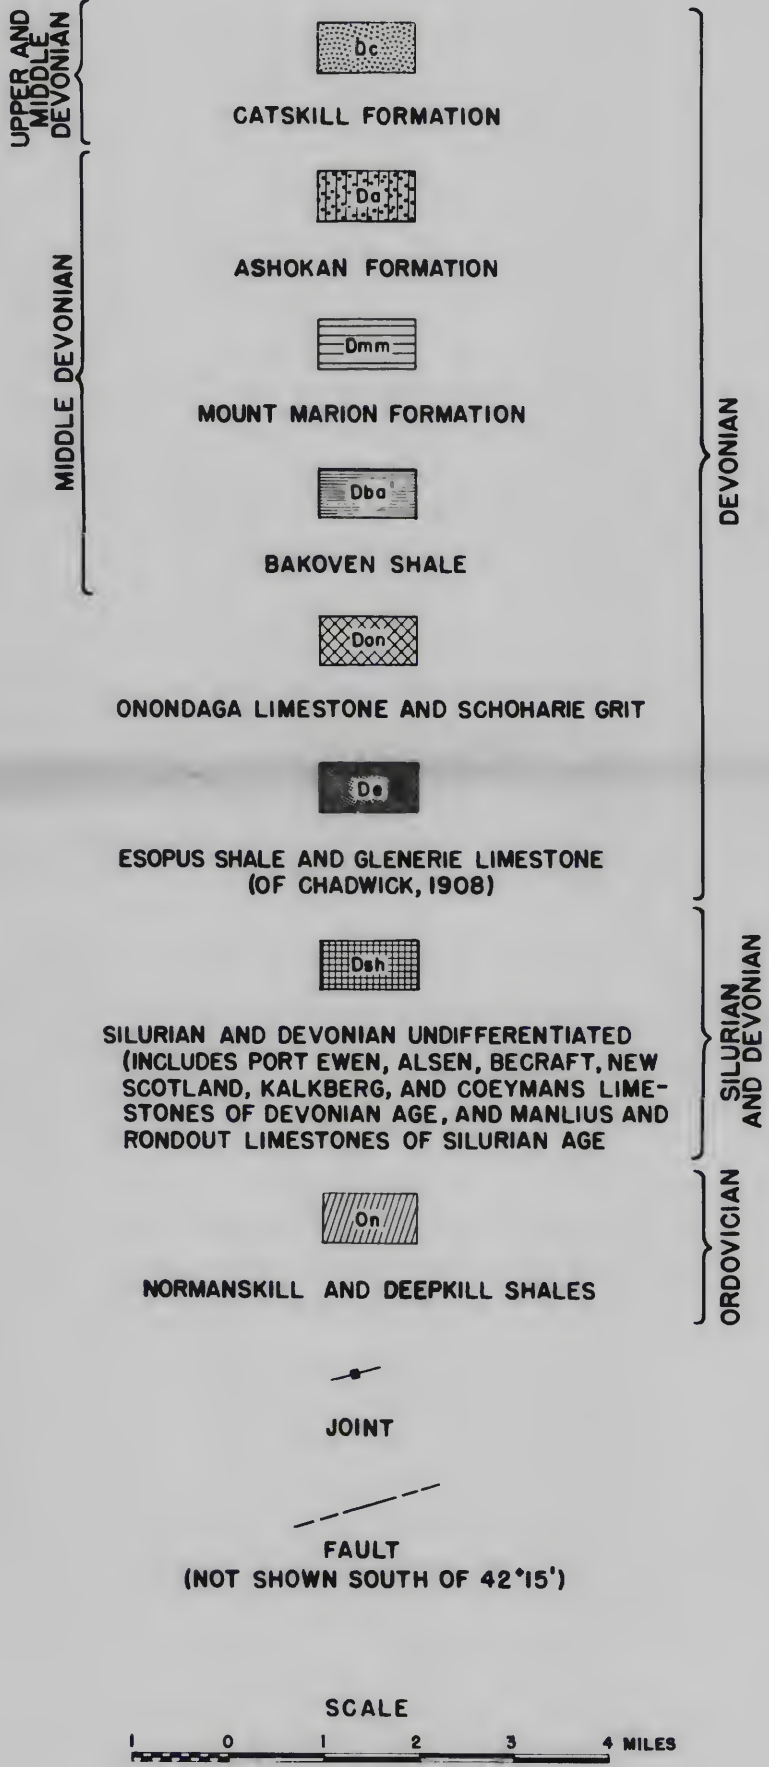 UPPER AND
MIDDLE
DEVONIAN
Dc
CATSKILL FORMATION
MIDDLE DEVONIAN
Da
ASHOKAN FORMATION
Dmm
MOUNT MARION FORMATION
Dba
BAKOVEN SHALE
DEVONIAN
Don
ONONDAGA LIMESTONE AND SCHOHARIE GRIT
De
ESOPUS SHALE AND GLENERIE LIMESTONE
(OF CHADWICK, 1908)
Dsh
SILURIAN AND DEVONIAN UNDIFFERENTIATED
(INCLUDES PORT EWEN, ALSEN, BECRAFT, NEW
SCOTLAND, KALKBERG, AND COEYMANS LIME-
STONES OF DEVONIAN AGE, AND MANLIUS AND
RONDOUT LIMESTONES OF SILURIAN AGE
SILURIAN
AND DEVONIAN
On
NORMANSKILL AND DEEPKILL SHALES
ORDOVICIAN
JOINT
FAULT
(NOT SHOWN SOUTH OF 42°15')
SCALE
1 0 1 2 3 4 MILES